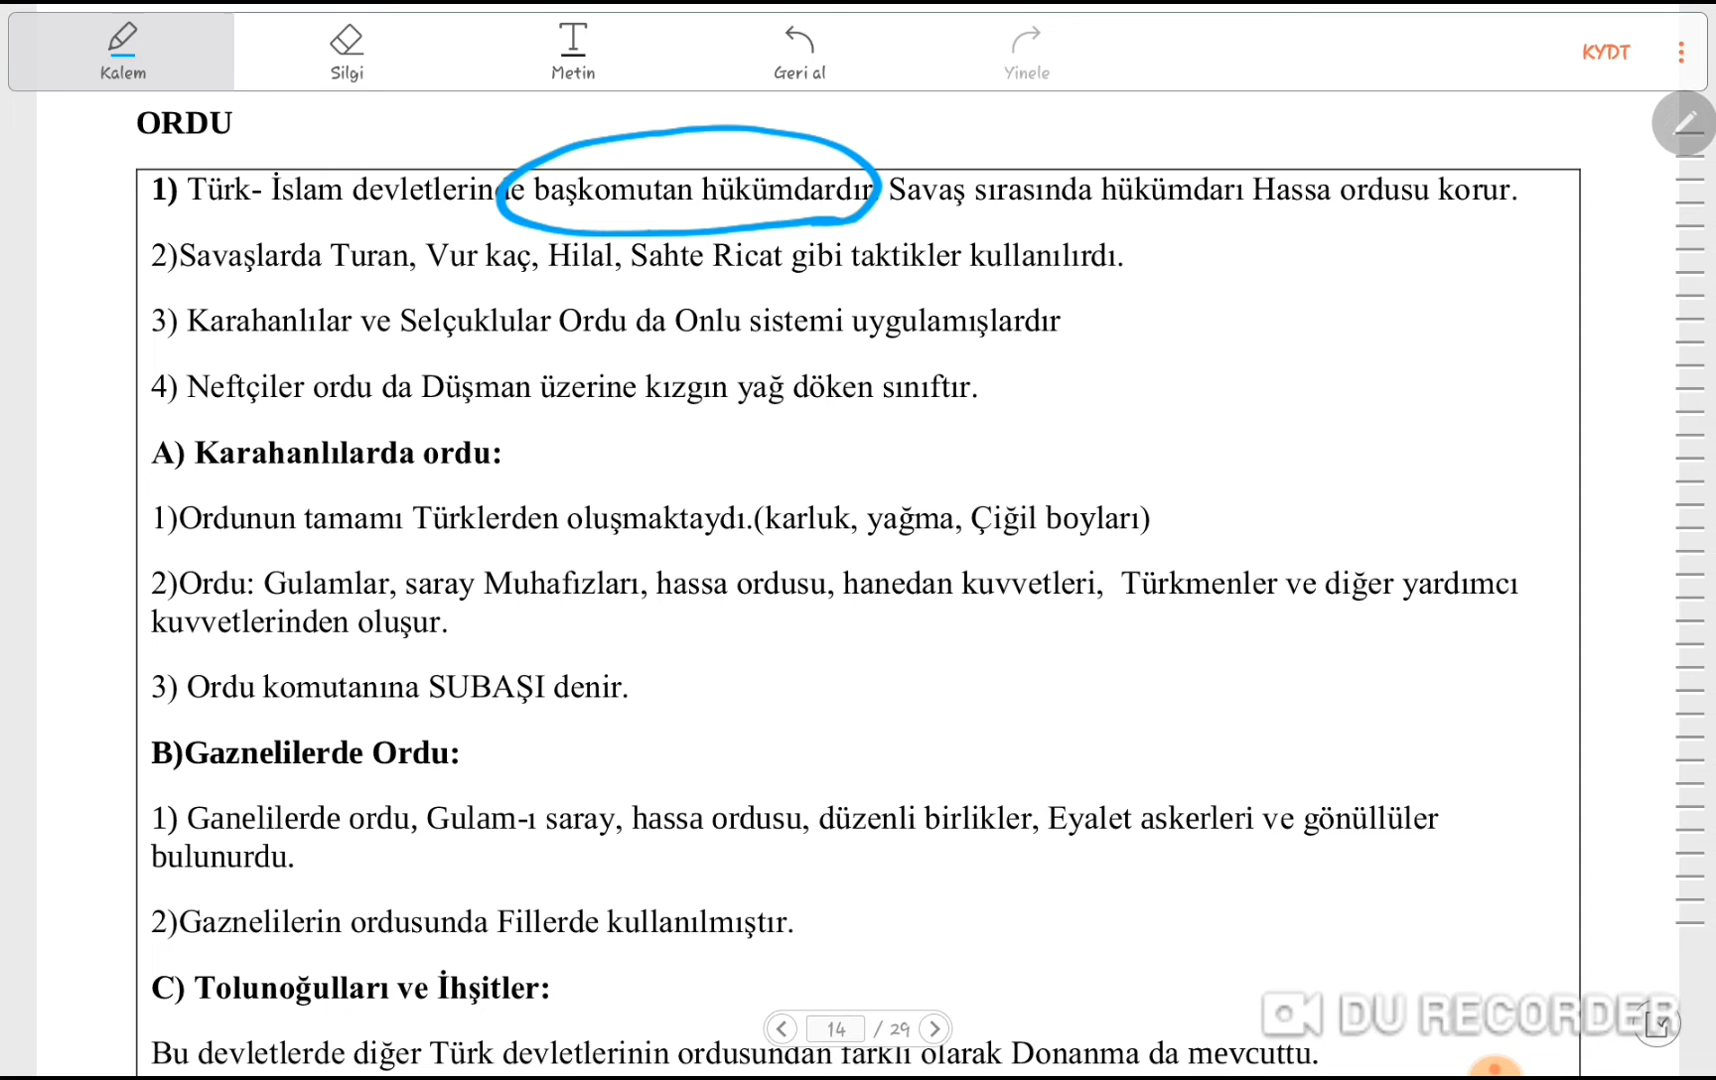 Kalem
Silgi
Metin
Geri al
Yinele
KYDT
ORDU
1) Türk- İslam devletlerinde başkomutan hükümdardır. Savaş sırasında hükümdarı Hassa ordusu korur.
2)Savaşlarda Turan, Vur kaç, Hilal, Sahte Ricat gibi taktikler kullanılırdı.
3) Karahanlılar ve Selçuklular Ordu da Onlu sistemi uygulamışlardır
4) Neftçiler ordu da Düşman üzerine kızgın yağ döken sınıftır.
A) Karahanlılarda ordu:
1)Ordunun tamamı Türklerden oluşmaktaydı.(karluk, yağma, Çiğil boyları)
2)Ordu: Gulamlar, saray Muhafızları, hassa ordusu, hanedan kuvvetleri, Türkmenler ve diğer yardımcı
kuvvetlerinden oluşur.
3) Ordu komutanına SUBAŞI denir.
B)Gaznelilerde Ordu:
1) Ganelilerde ordu, Gulam-ı saray, hassa ordusu, düzenli birlikler, Eyalet askerleri ve gönüllüler
bulunurdu.
2)Gaznelilerin ordusunda Fillerde kullanılmıştır.
C) Tolunoğulları ve İhşitler:
14 / 29
DU RECORDER
Bu devletlerde diğer Türk devletlerinin ordusundan farklı olarak Donanma da mevcuttu.